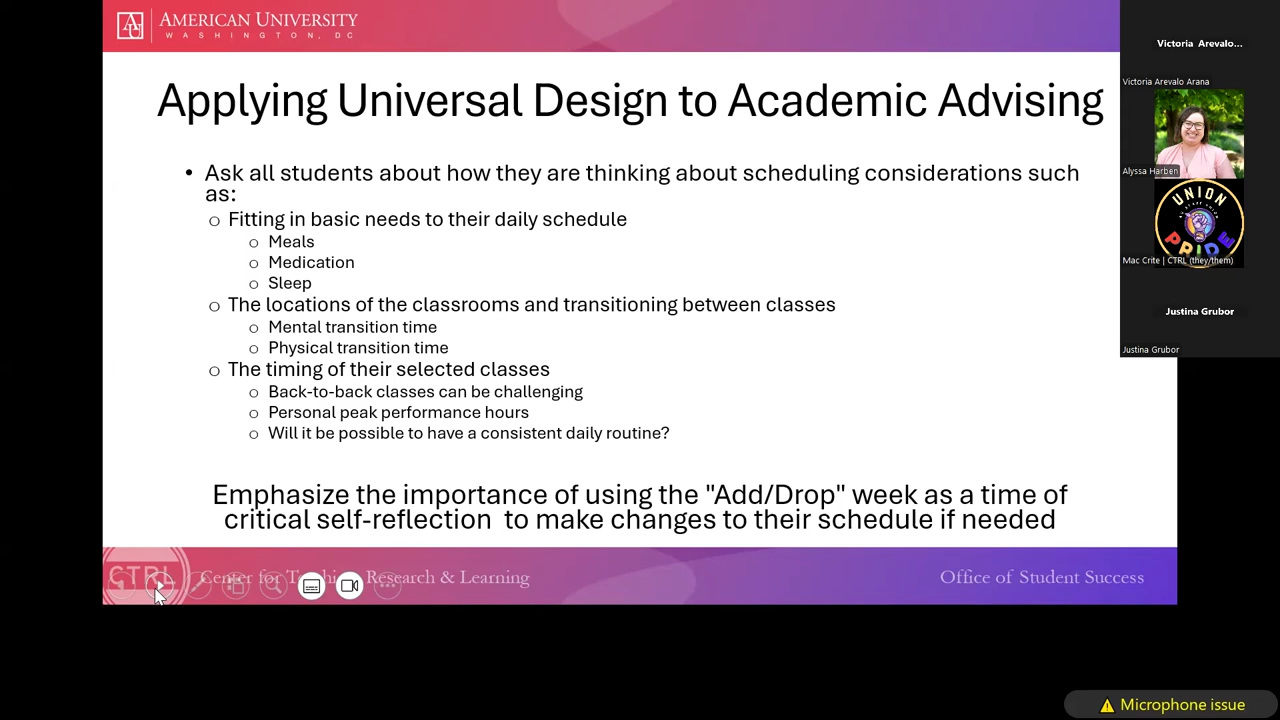 AMERICAN UNIVERSITY
WASHINGTON, DC
Applying Universal Design to Academic Advising
• Ask all students about how they are thinking about scheduling considerations such
as:
o Fitting in basic needs to their daily schedule
o Meals
o Medication
o Sleep
o The locations of the classrooms and transitioning between classes
o Mental transition time
o Physical transition time
o The timing of their selected classes
o Back-to-back classes can be challenging
o Personal peak performance hours
o Will it be possible to have a consistent daily routine?
Emphasize the importance of using the "Add/Drop" week as a time of
critical self-reflection to make changes to their schedule if needed
CTRL
Center for Teaching Research & Learning
Office of Student Success
Victoria Arevalo...
Victoria Arevalo Arana
Alyssa Harben
UNION
PRIDE
Mac Crite | CTRL (they/them)
Justina Grubor
Justina Grubor
Microphone issue